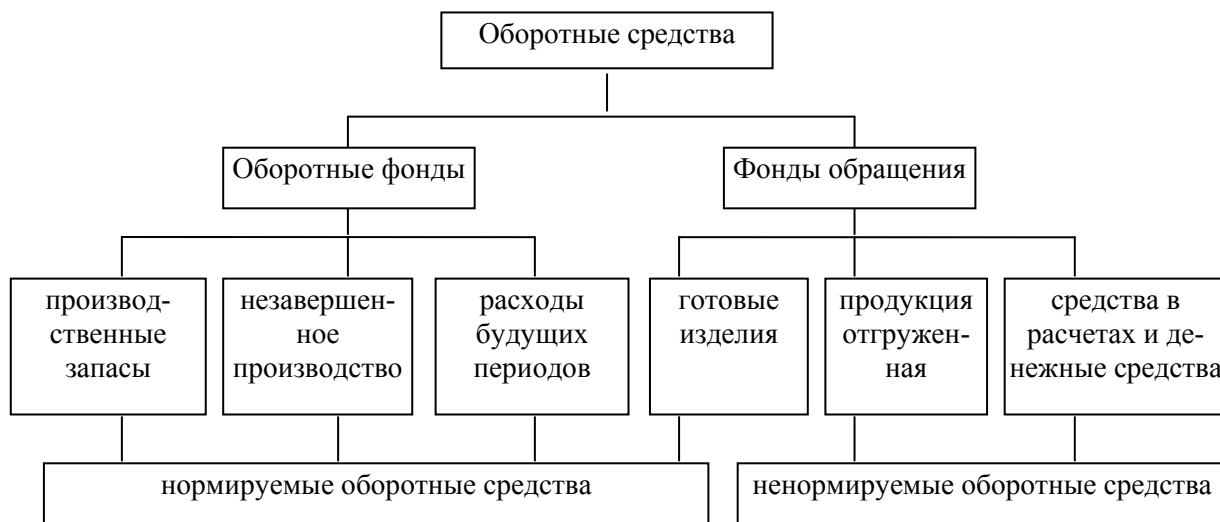 Оборотные средства
Оборотные фонды
Фонды обращения
производ-
ственные
запасы
незавершен-
ное
производство
расходы
будущих
периодов
готовые
изделия
продукция
отгружен-
ная
средства в
расчетах и де-
нежные средства
нормируемые оборотные средства
ненормируемые оборотные средства